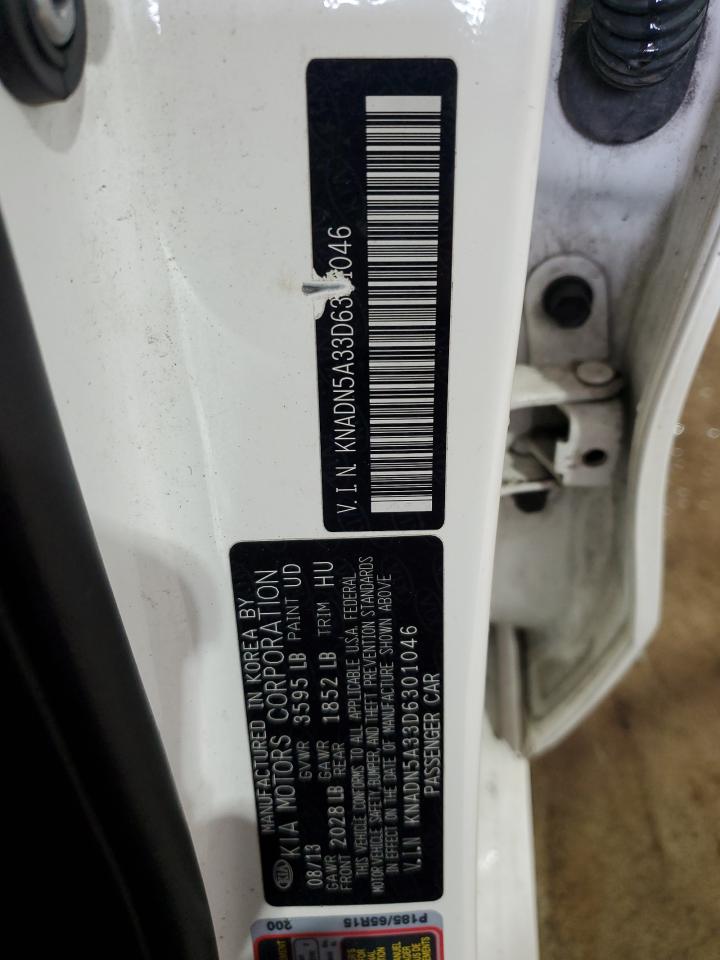 V.I.N. KNADN5A33D6301046
KIA
MANUFACTURED IN KOREA BY
KIA MOTORS CORPORATION
08/13 GVWR 3595 LB PAINT UD
GAWR FRONT 2028 LB GAWR REAR 1852 LB TRIM HU
THIS VEHICLE CONFORMS TO ALL APPLICABLE U.S.A. FEDERAL
MOTOR VEHICLE SAFETY, BUMPER, AND THEFT PREVENTION STANDARDS
IN EFFECT ON THE DATE OF MANUFACTURE SHOWN ABOVE
V.I.N KNADN5A33D6301046
PASSENGER CAR
200
P185/65R15